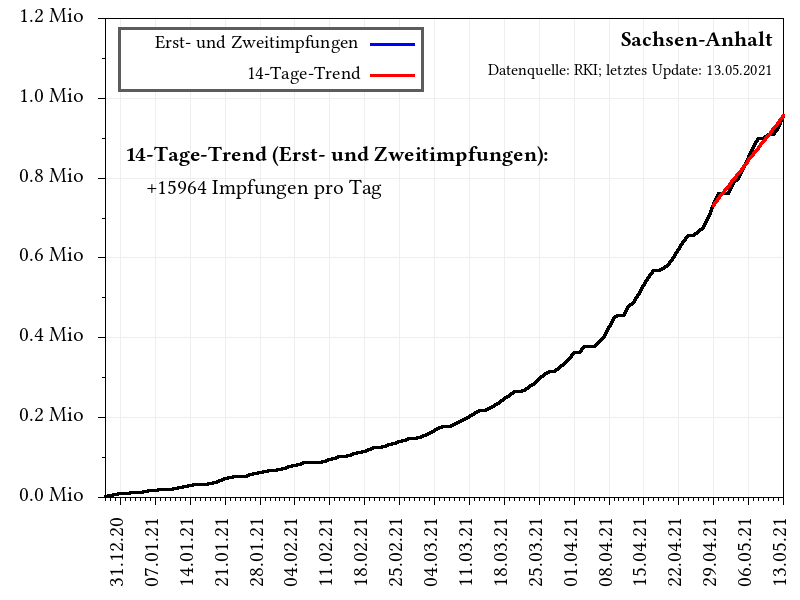 1.2 Mio
Erst- und Zweitimpfungen
14-Tage-Trend
Sachsen-Anhalt
Datenquelle: RKI; letztes Update: 13.05.2021
1.0 Mio
14-Tage-Trend (Erst- und Zweitimpfungen):
+15964 Impfungen pro Tag
0.8 Mio
0.6 Mio
0.4 Mio
0.2 Mio
0.0 Mio
31.12.20
07.01.21
14.01.21
21.01.21
28.01.21
04.02.21
11.02.21
18.02.21
25.02.21
04.03.21
11.03.21
18.03.21
25.03.21
01.04.21
08.04.21
15.04.21
22.04.21
29.04.21
06.05.21
13.05.21